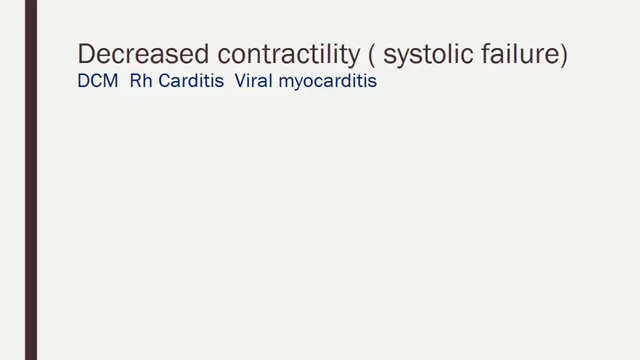 Decreased contractility ( systolic failure)
DCM  Rh Carditis  Viral myocarditis